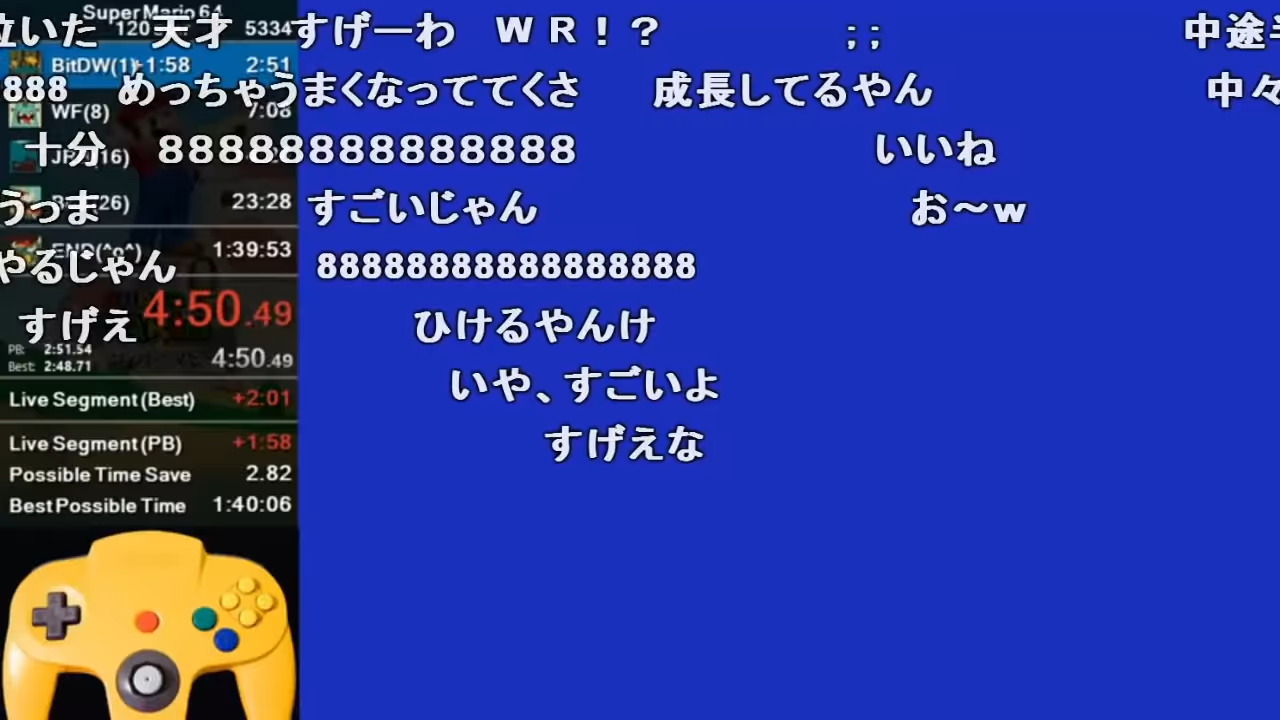 Super Mario 64
120 5334
泣いた 天才 すげーわ ＷＲ！？ ；； 中途半
BitDW(1) +1:58 2:51
888 めっちゃうまくなっててくさ 成長してるやん 中々
WF(8) 7:08
十分 88888888888888 いいね
(16)
うっま すごいじゃん お～w
(26) 23:28
END(^o^) 1:39:53
やるじゃん 88888888888888888
4:50.49
すげえ ひけるやんけ
PB: 2:51.54
Best: 2:48.71 4:50.49
いや、すごいよ
Live Segment (Best) +2:01
Live Segment (PB) +1:58
すげえな
Possible Time Save 2.82
Best Possible Time 1:40:06